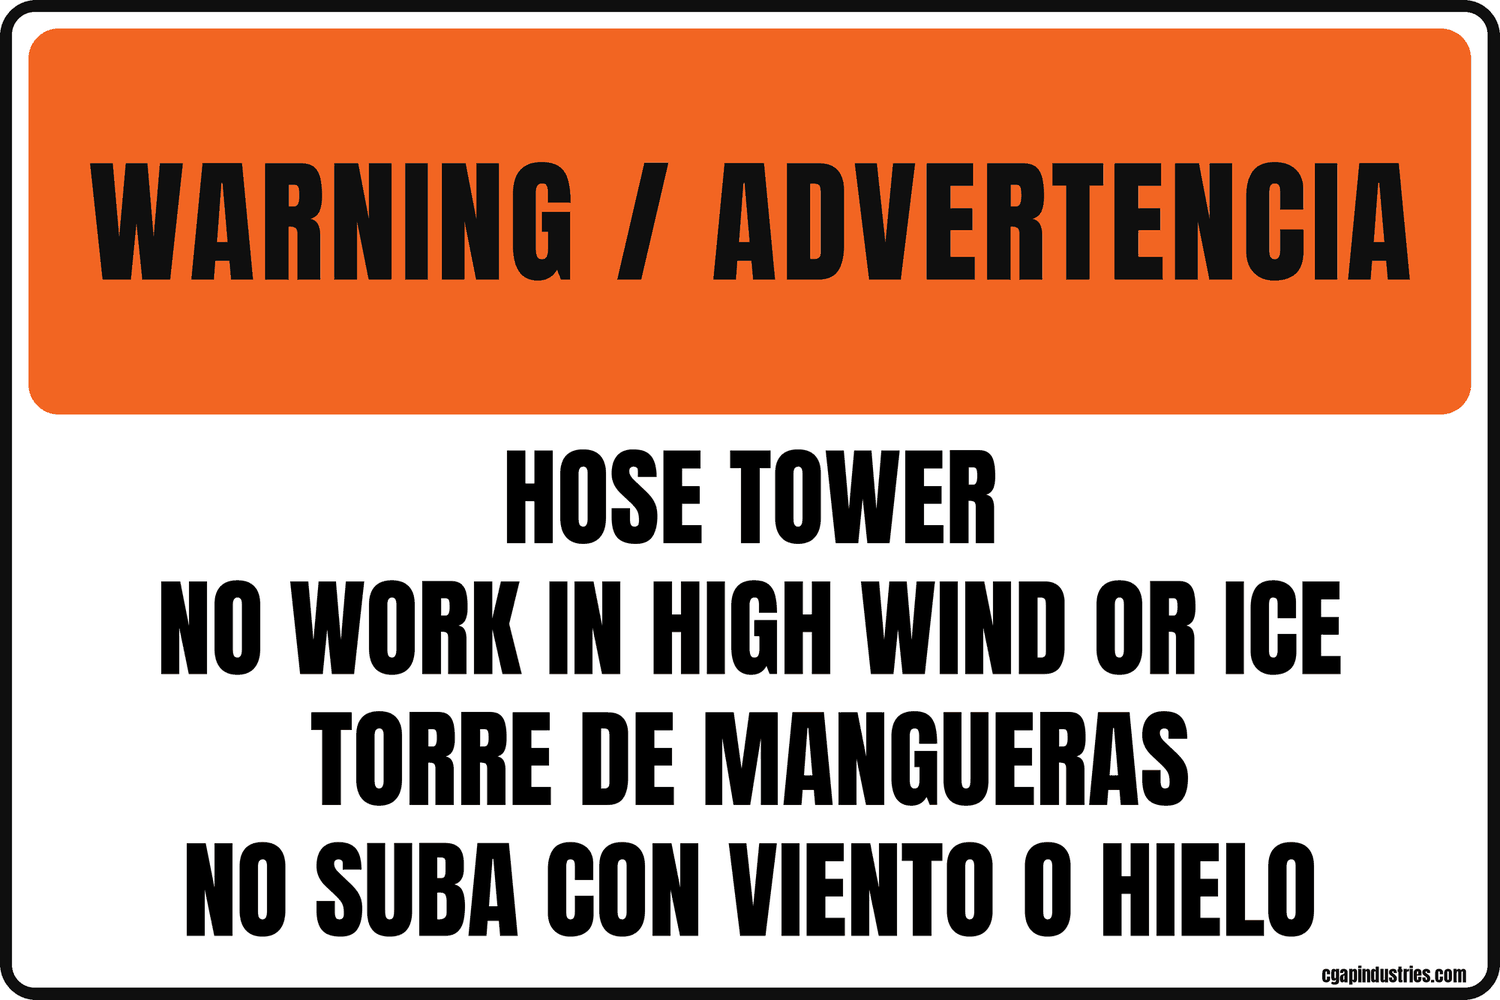 WARNING / ADVERTENCIA
HOSE TOWER
NO WORK IN HIGH WIND OR ICE
TORRE DE MANGUERAS
NO SUBA CON VIENTO O HIELO
cgapindustries.com